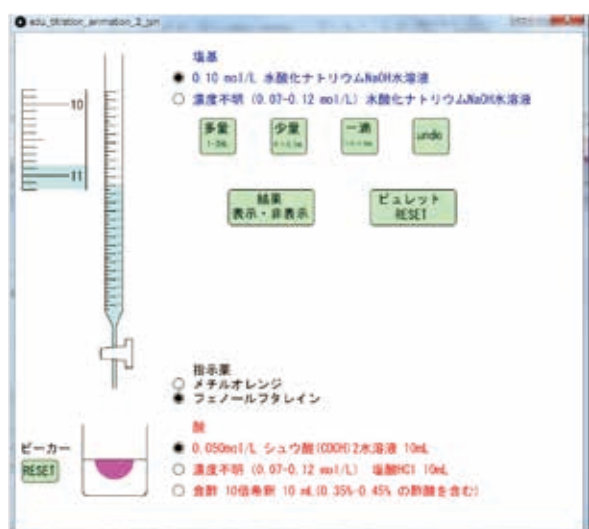 edu_titration_animation_2_jpn
塩基
0.10 mol/L 水酸化ナトリウムNaOH水溶液
濃度不明 (0.07-0.12 mol/L) 水酸化ナトリウムNaOH水溶液
多量
少量
一滴
undo
10
11
結果
表示・非表示
ビュレット
RESET
指示薬
メチルオレンジ
フェノールフタレイン
酸
ビーカー
RESET
0.050mol/L シュウ酸(COOH)2水溶液 10mL
濃度不明 (0.07-0.12 mol/L) 塩酸HCl 10mL
食酢 10倍希釈 10 mL(0.35%-0.45% の酢酸を含む)